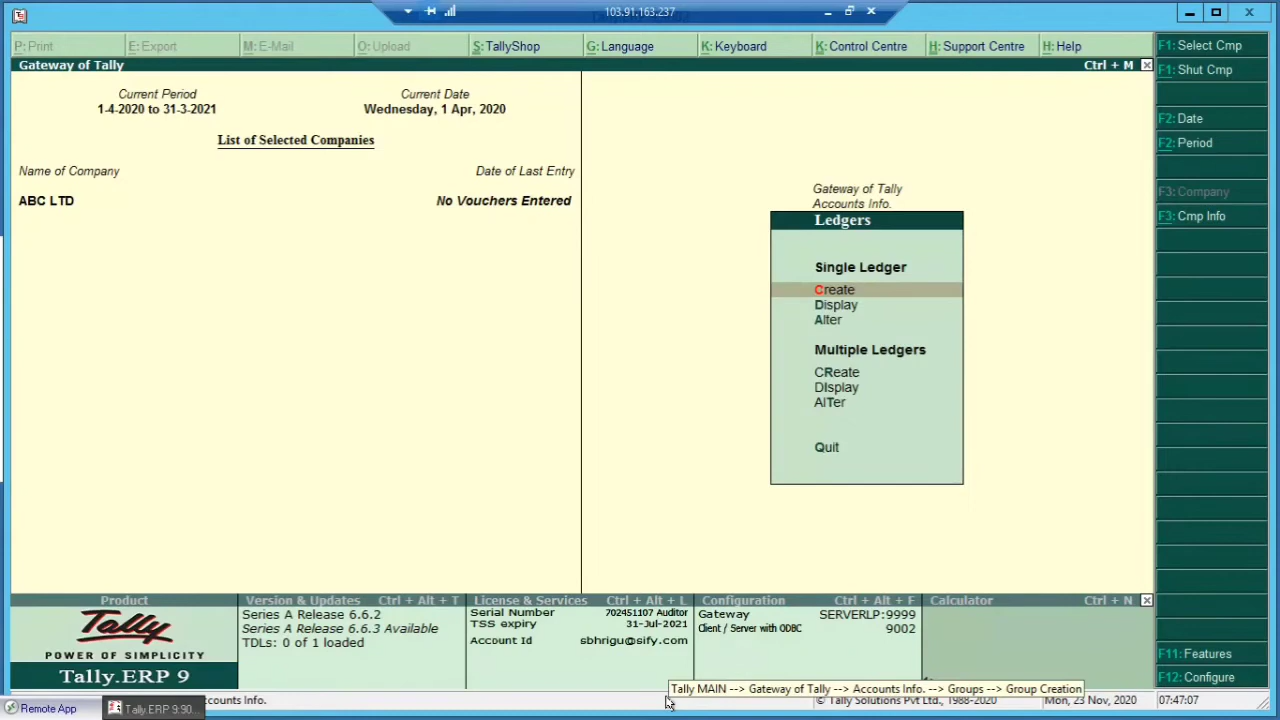 103.91.163.237
P: Print E: Export M: E-Mail O: Upload S: TallyShop G: Language K: Keyboard K: Control Centre H: Support Centre H: Help
Gateway of Tally Ctrl + M
Current Period Current Date
1-4-2020 to 31-3-2021 Wednesday, 1 Apr, 2020
List of Selected Companies
Name of Company Date of Last Entry
ABC LTD No Vouchers Entered
Gateway of Tally
Accounts Info.
Ledgers
Single Ledger
Create
Display
Alter
Multiple Ledgers
CReate
DIsplay
AlTer
Quit
F1: Select Cmp
F1: Shut Cmp
F2: Date
F2: Period
F3: Company
F3: Cmp Info
F11: Features
F12: Configure
Product
Tally
POWER OF SIMPLICITY
Tally.ERP 9
Version & Updates Ctrl + Alt + T
Series A Release 6.6.2
Series A Release 6.6.3 Available
TDLs: 0 of 1 loaded
License & Services Ctrl + Alt + L
Serial Number 702451107 Auditor
TSS expiry 31-Jul-2021
Account Id sbhrigu@sify.com
Configuration Ctrl + Alt + F
Gateway SERVERLP:9999
Client / Server with ODBC 9002
Calculator Ctrl + N
Tally MAIN --> Gateway of Tally --> Accounts Info. --> Groups --> Group Creation
Remote App Tally.ERP 9:90... counts Info. © Tally Solutions Pvt Ltd., 1988-2020 Mon, 23 Nov, 2020 07:47:07